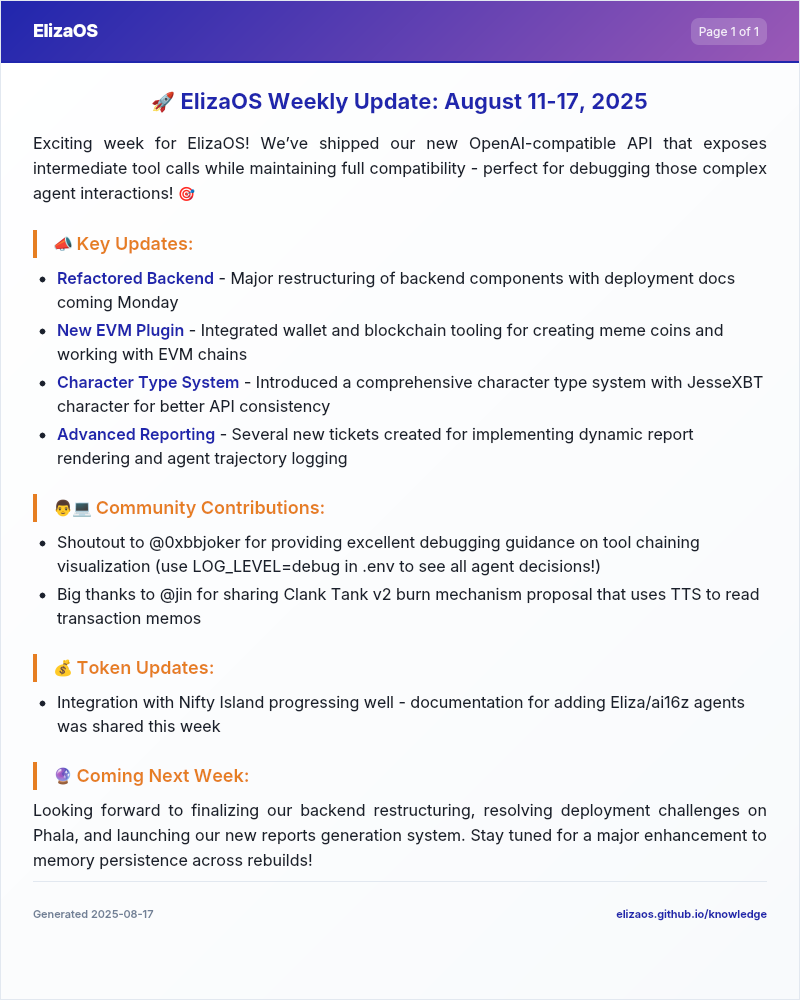 ElizaOS
Page 1 of 1
🚀 ElizaOS Weekly Update: August 11-17, 2025
Exciting week for ElizaOS! We’ve shipped our new OpenAI-compatible API that exposes
intermediate tool calls while maintaining full compatibility - perfect for debugging those complex
agent interactions! 🎯
📣 Key Updates:
• Refactored Backend - Major restructuring of backend components with deployment docs
coming Monday
• New EVM Plugin - Integrated wallet and blockchain tooling for creating meme coins and
working with EVM chains
• Character Type System - Introduced a comprehensive character type system with JesseXBT
character for better API consistency
• Advanced Reporting - Several new tickets created for implementing dynamic report
rendering and agent trajectory logging
👨💻 Community Contributions:
• Shoutout to @0xbbjoker for providing excellent debugging guidance on tool chaining
visualization (use LOG_LEVEL=debug in .env to see all agent decisions!)
• Big thanks to @jin for sharing Clank Tank v2 burn mechanism proposal that uses TTS to read
transaction memos
💰 Token Updates:
• Integration with Nifty Island progressing well - documentation for adding Eliza/ai16z agents
was shared this week
🔮 Coming Next Week:
Looking forward to finalizing our backend restructuring, resolving deployment challenges on
Phala, and launching our new reports generation system. Stay tuned for a major enhancement to
memory persistence across rebuilds!
Generated 2025-08-17
elizaos.github.io/knowledge